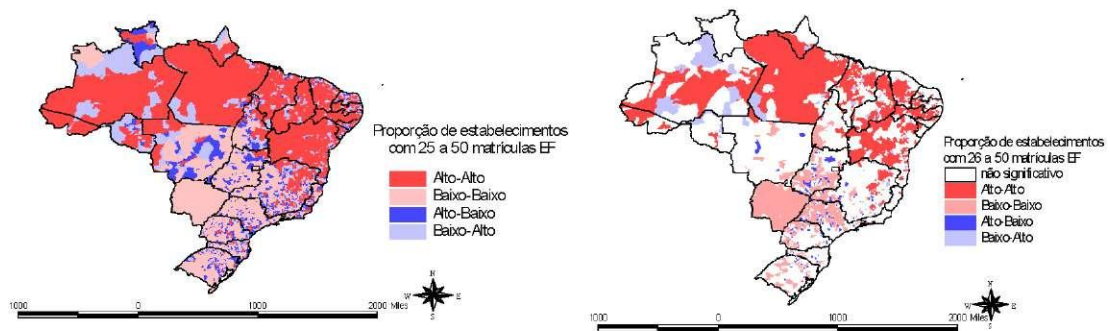 Proporção de estabelecimentos
com 25 a 50 matrículas EF
Alto-Alto
Baixo-Baixo
Alto-Baixo
Baixo-Alto
N
W E
S
1000 0 1000 2000 Miles
Proporção de estabelecimentos
com 26 a 50 matrículas EF
não significativo
Alto-Alto
Baixo-Baixo
Alto-Baixo
Baixo-Alto
N
W E
S
1000 0 1000 2000 Miles